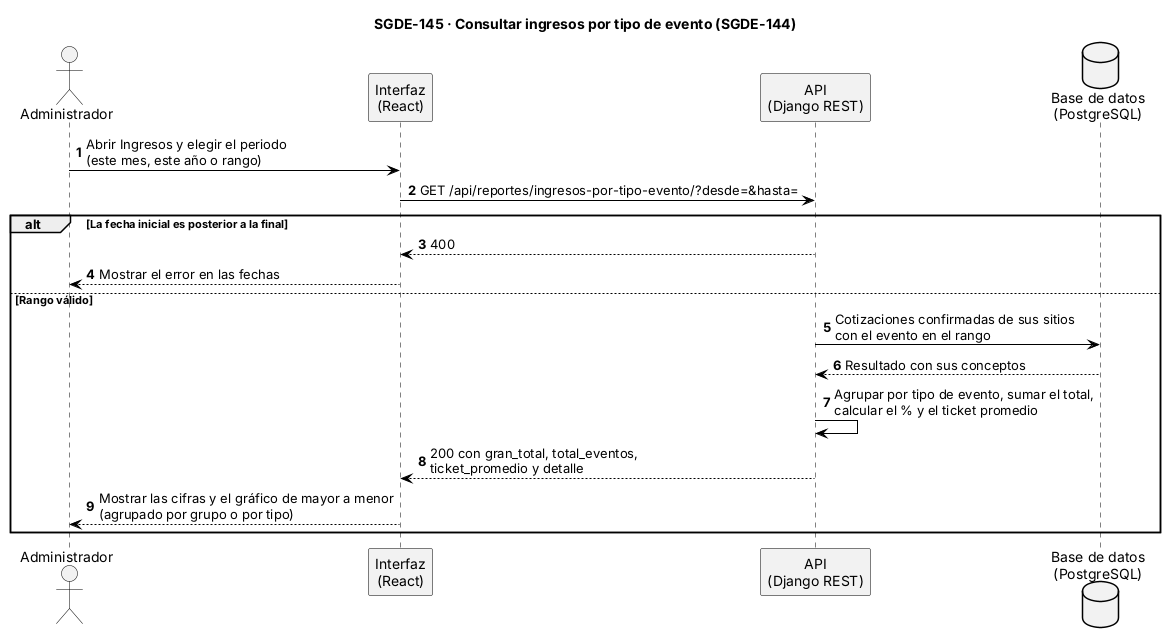 SGDE-145 · Consultar ingresos por tipo de evento (SGDE-144)
Administrador
Interfaz
(React)
API
(Django REST)
Base de datos
(PostgreSQL)
1 Abrir Ingresos y elegir el periodo
(este mes, este año o rango)
2 GET /api/reportes/ingresos-por-tipo-evento/?desde=&hasta=
alt [La fecha inicial es posterior a la final]
3 400
4 Mostrar el error en las fechas
[Rango válido]
5 Cotizaciones confirmadas de sus sitios
con el evento en el rango
6 Resultado con sus conceptos
7 Agrupar por tipo de evento, sumar el total,
calcular el % y el ticket promedio
8 200 con gran_total, total_eventos,
ticket_promedio y detalle
9 Mostrar las cifras y el gráfico de mayor a menor
(agrupado por grupo o por tipo)
Administrador
Interfaz
(React)
API
(Django REST)
Base de datos
(PostgreSQL)